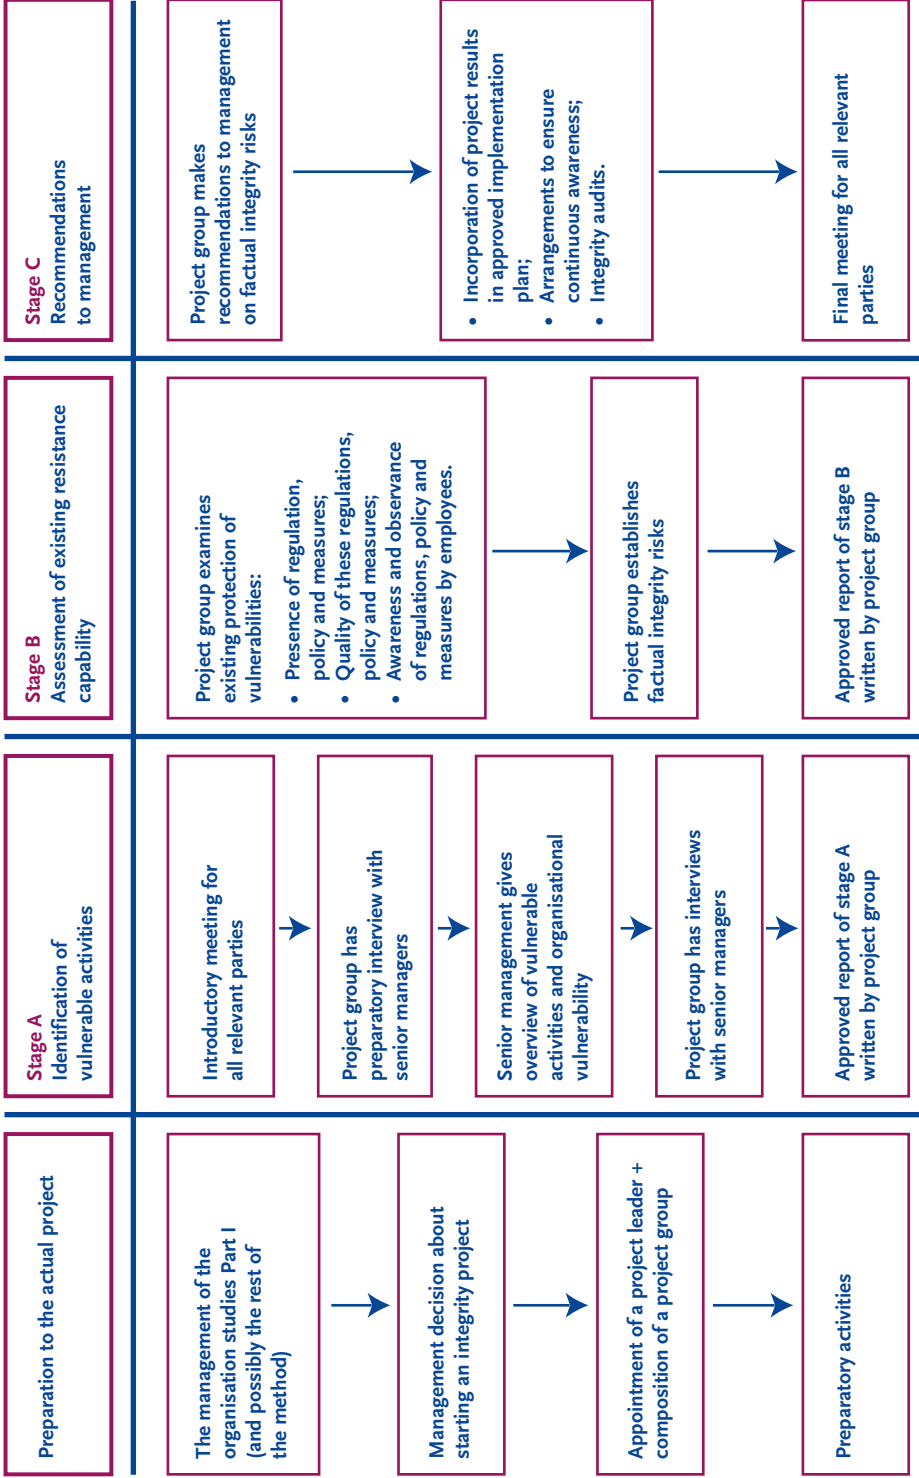 Preparation to the actual project
The management of the
organisation studies Part I
(and possibly the rest of
the method)
Management decision about
starting an integrity project
Appointment of a project leader +
composition of a project group
Preparatory activities
Stage A
Identification of
vulnerable activities
Introductory meeting for
all relevant parties
Project group has
preparatory interview with
senior managers
Senior management gives
overview of vulnerable
activities and organisational
vulnerability
Project group has interviews
with senior managers
Approved report of stage A
written by project group
Stage B
Assessment of existing resistance
capability
Project group examines
existing protection of
vulnerabilities:
• Presence of regulation,
policy and measures;
• Quality of these regulations,
policy and measures;
• Awareness and observance
of regulations, policy and
measures by employees.
Project group establishes
factual integrity risks
Approved report of stage B
written by project group
Stage C
Recommendations
to management
Project group makes
recommendations to management
on factual integrity risks
• Incorporation of project results
in approved implementation
plan;
• Arrangements to ensure
continuous awareness;
• Integrity audits.
Final meeting for all relevant
parties